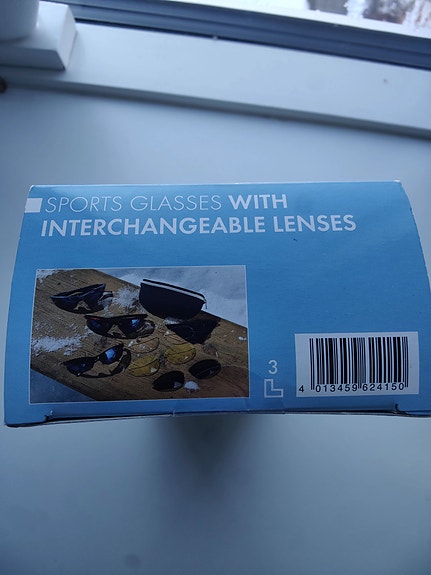 SPORTS GLASSES WITH
INTERCHANGEABLE LENSES
3
4 013459 624150